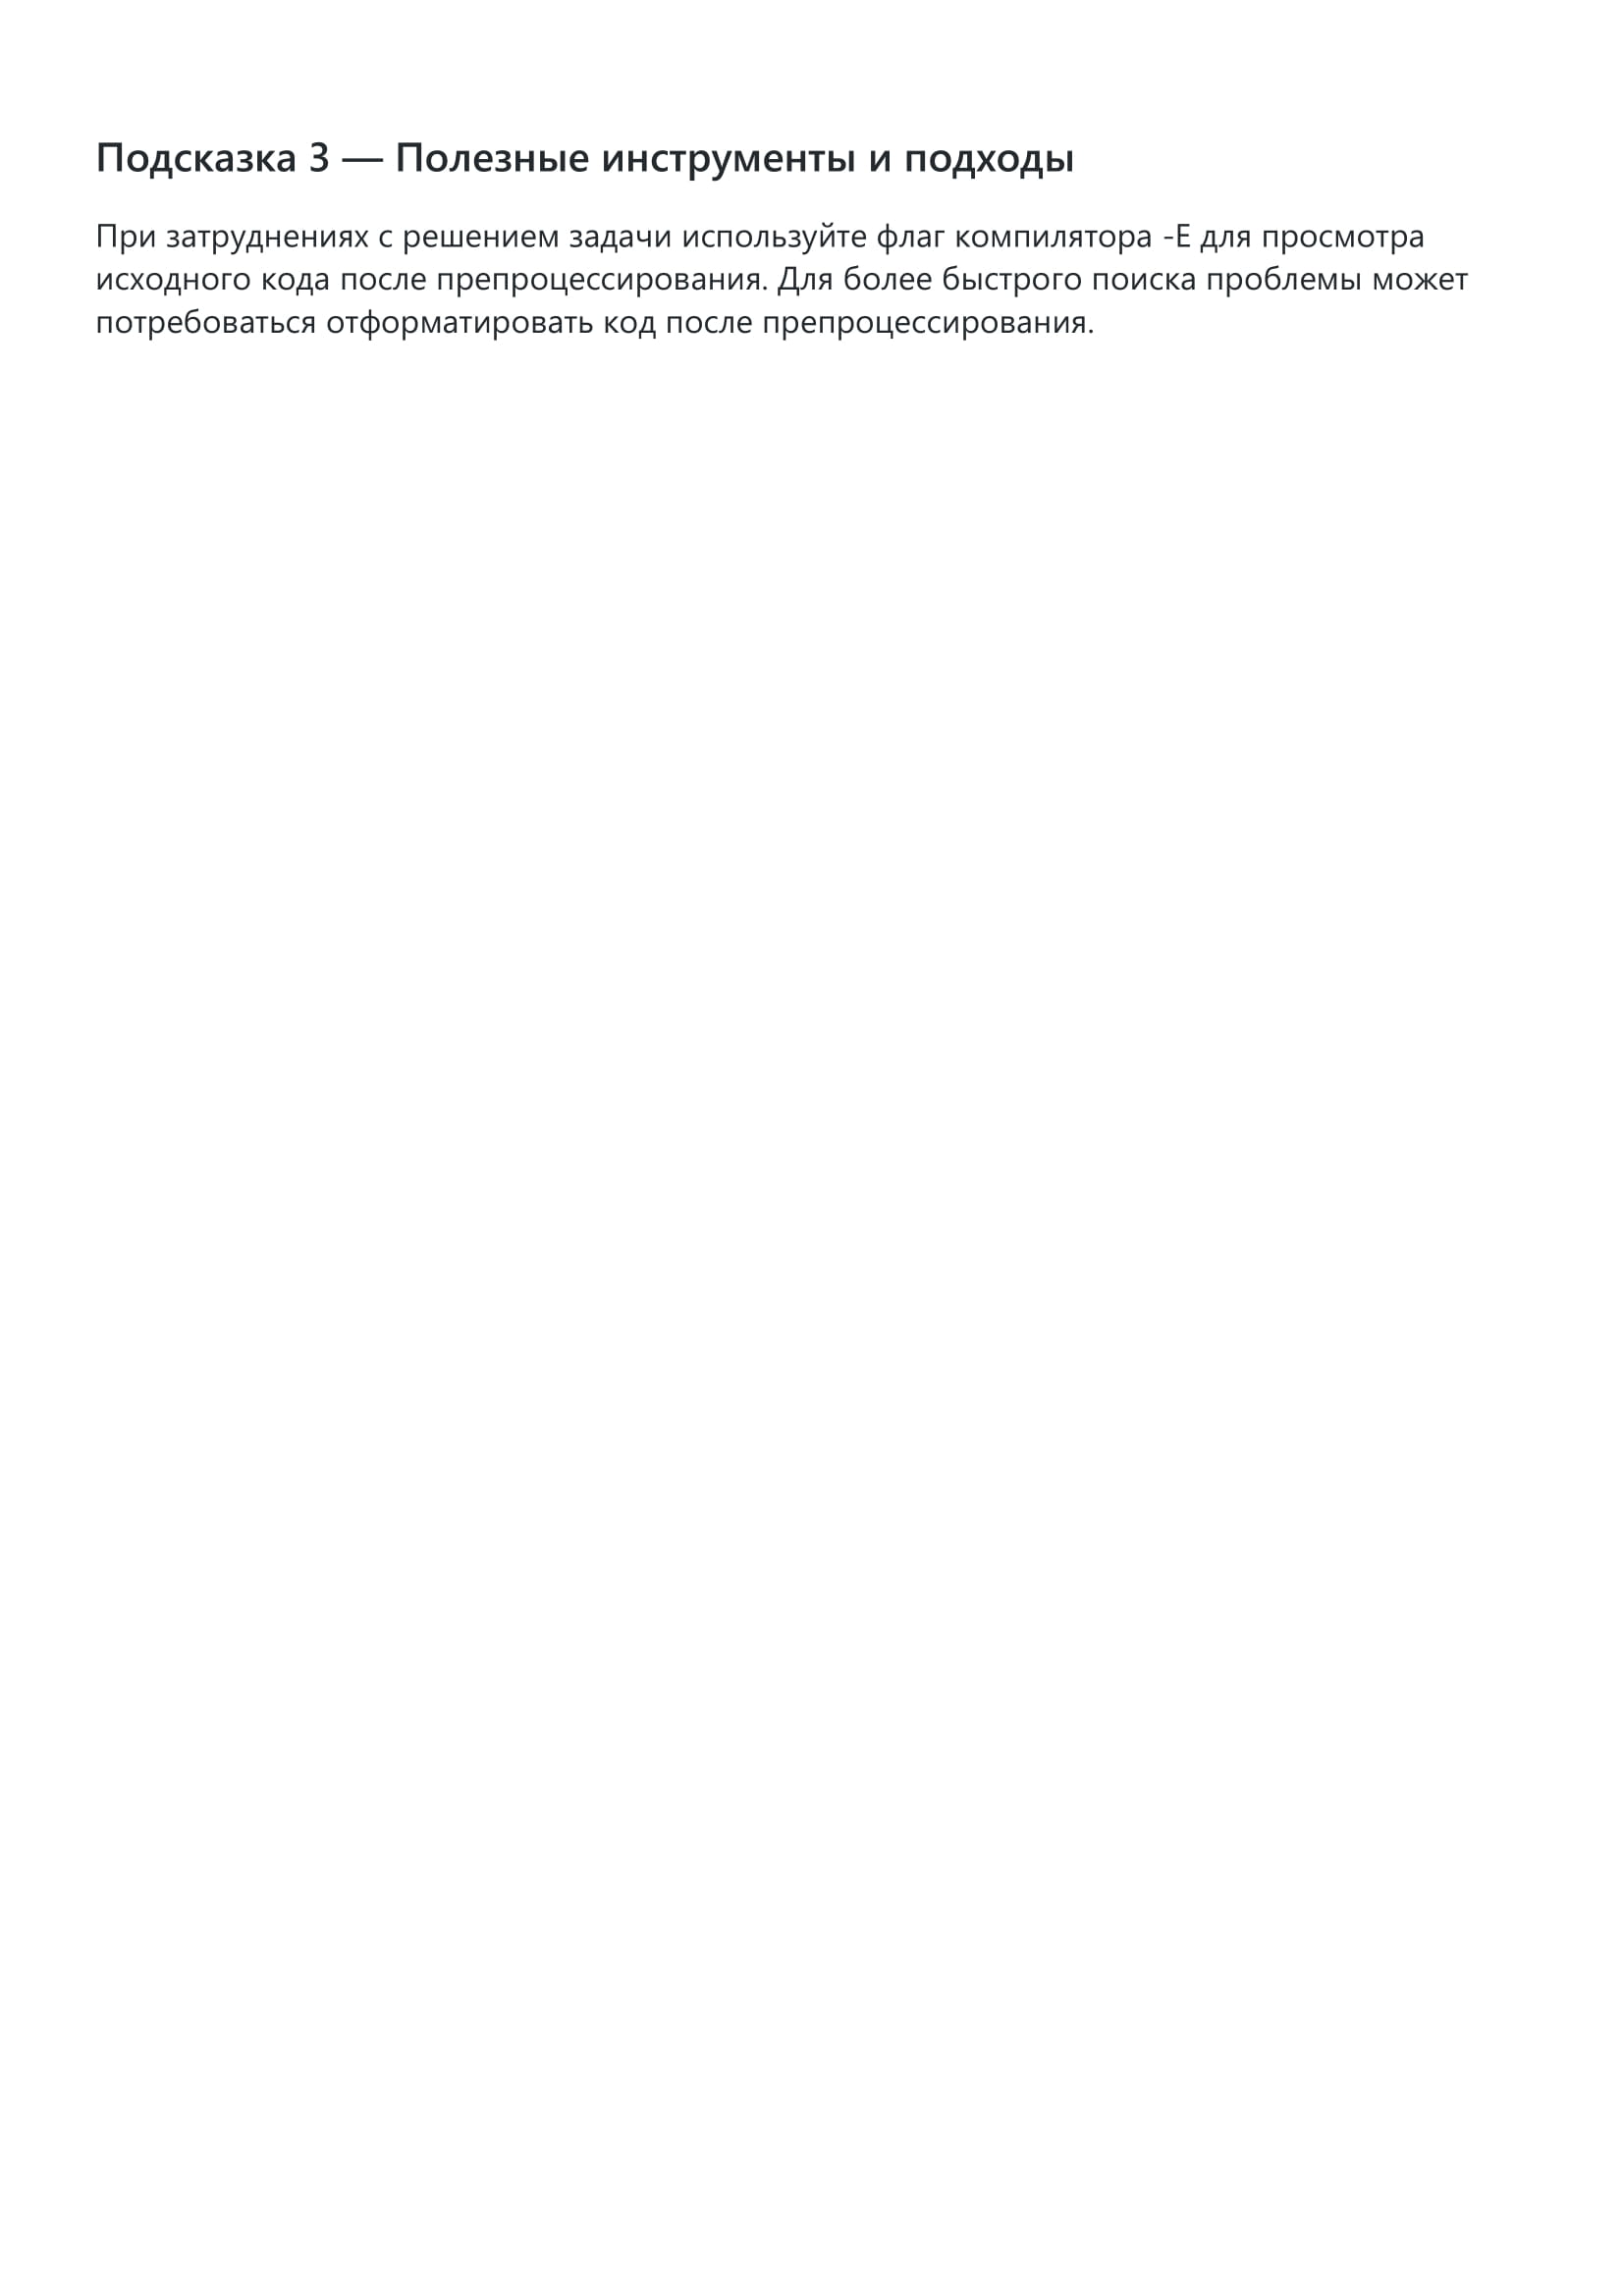 Подсказка 3 — Полезные инструменты и подходы
При затруднениях с решением задачи используйте флаг компилятора -E для просмотра
исходного кода после препроцессирования. Для более быстрого поиска проблемы может
потребоваться отформатировать код после препроцессирования.